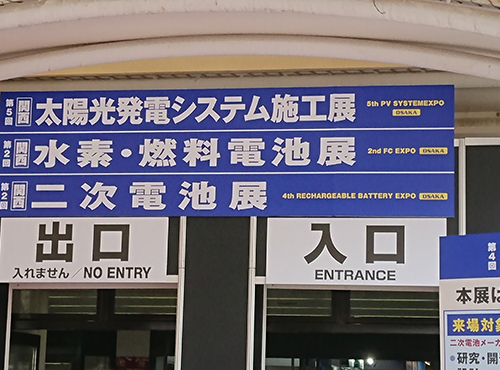 第5回 関西 太陽光発電システム施工展 5th PV SYSTEMEXPO OSAKA
第2回 関西 水素・燃料電池展 2nd FC EXPO OSAKA
第2回 関西 二次電池展 4th RECHARGEABLE BATTERY EXPO OSAKA
出口
入れません/NO ENTRY
入口
ENTRANCE
第4回
本展は
来場対象
二次電池メーカ
●研究・開